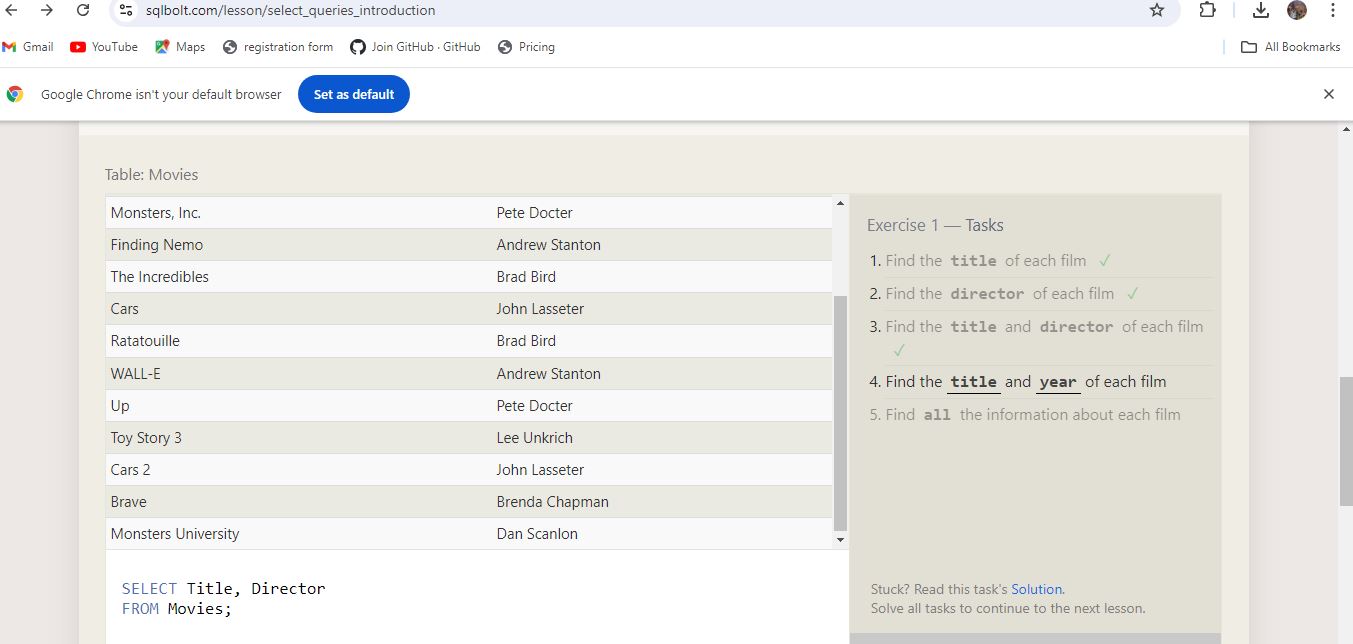 sqlbolt.com/lesson/select_queries_introduction
Gmail YouTube Maps registration form Join GitHub · GitHub Pricing All Bookmarks
Google Chrome isn't your default browser Set as default
Table: Movies
Monsters, Inc. Pete Docter
Finding Nemo Andrew Stanton
The Incredibles Brad Bird
Cars John Lasseter
Ratatouille Brad Bird
WALL-E Andrew Stanton
Up Pete Docter
Toy Story 3 Lee Unkrich
Cars 2 John Lasseter
Brave Brenda Chapman
Monsters University Dan Scanlon
SELECT Title, Director
FROM Movies;
Exercise 1 — Tasks
1. Find the title of each film ✓
2. Find the director of each film ✓
3. Find the title and director of each film
✓
4. Find the title and year of each film
5. Find all the information about each film
Stuck? Read this task's Solution.
Solve all tasks to continue to the next lesson.